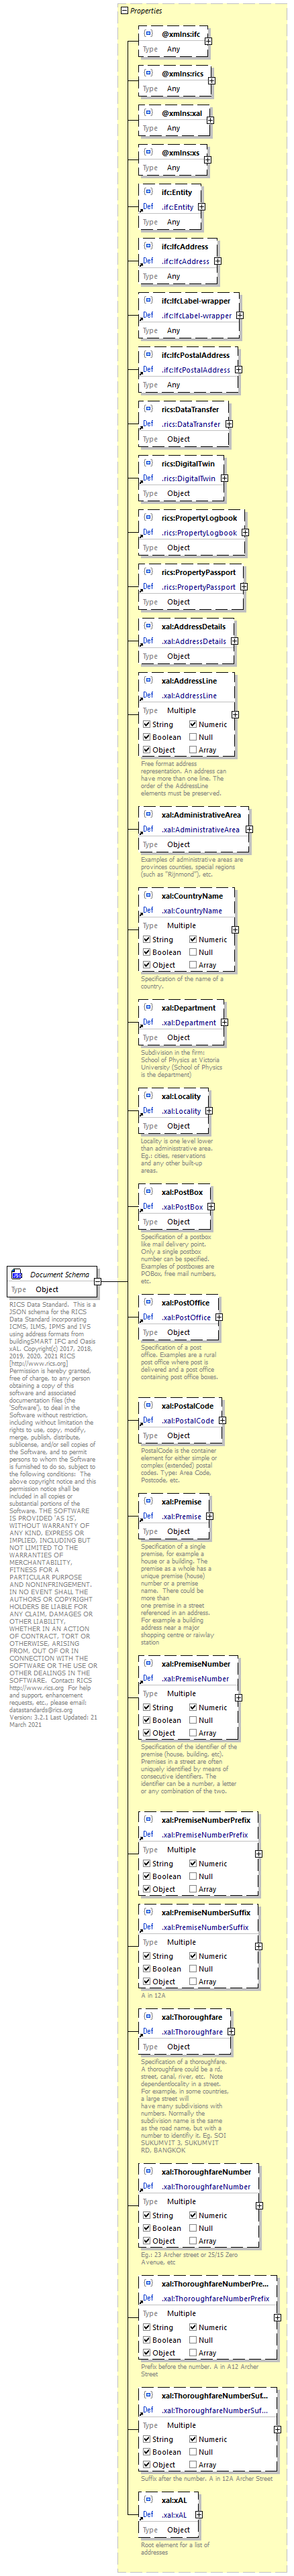 Properties
@xmlns:ifc
Type Any
@xmlns:rics
Type Any
@xmlns:xal
Type Any
@xmlns:xs
Type Any
ifc:Entity
Def .ifc:Entity
Type Any
ifc:IfcAddress
Def .ifc:IfcAddress
Type Any
ifc:IfcLabel-wrapper
Def .ifc:IfcLabel-wrapper
Type Any
ifc:IfcPostalAddress
Def .ifc:IfcPostalAddress
Type Any
rics:DataTransfer
Def .rics:DataTransfer
Type Object
rics:DigitalTwin
Def .rics:DigitalTwin
Type Object
rics:PropertyLogbook
Def .rics:PropertyLogbook
Type Object
rics:PropertyPassport
Def .rics:PropertyPassport
Type Object
xal:AddressDetails
Def .xal:AddressDetails
Type Object
xal:AddressLine
Def .xal:AddressLine
Type Multiple
String Numeric
Boolean Null
Object Array
Free format address
representation. An address can
have more than one line. The
order of the AddressLine
elements must be preserved.
xal:AdministrativeArea
Def .xal:AdministrativeArea
Type Object
Examples of administrative areas are
provinces counties, special regions
(such as "Rijnmond"), etc.
xal:CountryName
Def .xal:CountryName
Type Multiple
String Numeric
Boolean Null
Object Array
Specification of the name of a
country.
xal:Department
Def .xal:Department
Type Object
Subdivision in the firm:
School of Physics at Victoria
University (School of Physics
is the department)
xal:Locality
Def .xal:Locality
Type Object
Locality is one level lower
than administrative area.
Eg.: cities, reservations
and any other built-up
areas.
xal:PostBox
Def .xal:PostBox
Type Object
Specification of a postbox
like mail delivery point.
Only a single postbox
number can be specified.
Examples of postboxes are
POBox, free mail numbers,
etc.
Document Schema
Type Object
RICS Data Standard. This is a
JSON schema for the RICS
Data Standard incorporating
ICMS, ILMS, IPMS and IVS
using address formats from
buildingSMART IFC and Oasis
xAL. Copyright(c) 2017, 2018,
2019, 2020, 2021 RICS
[http://www.rics.org]
Permission is hereby granted,
free of charge, to any person
obtaining a copy of this
software and associated
documentation files (the
'Software'), to deal in the
Software without restriction,
including without limitation the
rights to use, copy, modify,
merge, publish, distribute,
sublicense, and/or sell copies
of the Software, and to permit
persons to whom the Software
is furnished to do so, subject to
the following conditions: The
above copyright notice and this
permission notice shall be
included in all copies or
substantial portions of the
Software. THE SOFTWARE
IS PROVIDED 'AS IS',
WITHOUT WARRANTY OF
ANY KIND, EXPRESS OR
IMPLIED, INCLUDING BUT
NOT LIMITED TO THE
WARRANTIES OF
MERCHANTABILITY,
FITNESS FOR A
PARTICULAR PURPOSE
AND NONINFRINGEMENT.
IN NO EVENT SHALL THE
AUTHORS OR COPYRIGHT
HOLDERS BE LIABLE FOR
ANY CLAIM, DAMAGES OR
OTHER LIABILITY,
WHETHER IN AN ACTION
OF CONTRACT, TORT OR
OTHERWISE, ARISING
FROM, OUT OF OR IN
CONNECTION WITH THE
SOFTWARE OR THE USE OR
OTHER DEALINGS IN THE
SOFTWARE. Contact: RICS
http://www.rics.org For help
and support, enhancement
requests, etc., please email:
datastandards@rics.org
Version: 3.2.1 Last Updated: 21
March 2021
xal:PostOffice
Def .xal:PostOffice
Type Object
Specification of a post
office. Examples are a rural
post office where post is
delivered and a post office
containing post office boxes.
xal:PostalCode
Def .xal:PostalCode
Type Object
PostalCode is the container
element for either simple or
complex (extended) postal
codes. Type: Area Code,
Postcode, etc.
xal:Premise
Def .xal:Premise
Type Object
Specification of a single
premise, for example a
house or a building. The
premise as a whole has a
unique premise (house)
number or a premise
name. There could be
more than
one premise in a street
referenced in an address.
For example a building
address near a major
shopping centre or raiwlay
station
xal:PremiseNumber
Def .xal:PremiseNumber
Type Multiple
String Numeric
Boolean Null
Object Array
Specification of the identifier of the
premise (house, building, etc).
Premises in a street are often
uniquely identified by means of
consecutive identifiers. The
identifier can be a number, a letter
or any combination of the two.
xal:PremiseNumberPrefix
Def .xal:PremiseNumberPrefix
Type Multiple
String Numeric
Boolean Null
Object Array
xal:PremiseNumberSuffix
Def .xal:PremiseNumberSuffix
Type Multiple
String Numeric
Boolean Null
Object Array
A in 12A
xal:Thoroughfare
Def .xal:Thoroughfare
Type Object
Specification of a thoroughfare.
A thoroughfare could be a rd,
street, canal, river, etc. Note
dependentlocality in a street.
For example, in some countries,
a large street will
have many subdivisions with
numbers. Normally the
subdivision name is the same
as the road name, but with a
number to identifiy it. Eg. SOI
SUKUMVIT 3, SUKUMVIT
RD, BANGKOK
xal:ThoroughfareNumber
Def .xal:ThoroughfareNumber
Type Multiple
String Numeric
Boolean Null
Object Array
Eg.: 23 Archer street or 25/15 Zero
Avenue, etc
xal:ThoroughfareNumberPre...
Def .xal:ThoroughfareNumberPrefix
Type Multiple
String Numeric
Boolean Null
Object Array
Prefix before the number. A in A12 Archer
Street
xal:ThoroughfareNumberSuf...
Def .xal:ThoroughfareNumberSuf...
Type Multiple
String Numeric
Boolean Null
Object Array
Suffix after the number. A in 12A Archer Street
xal:xAL
Def .xal:xAL
Type Object
Root element for a list of
addresses